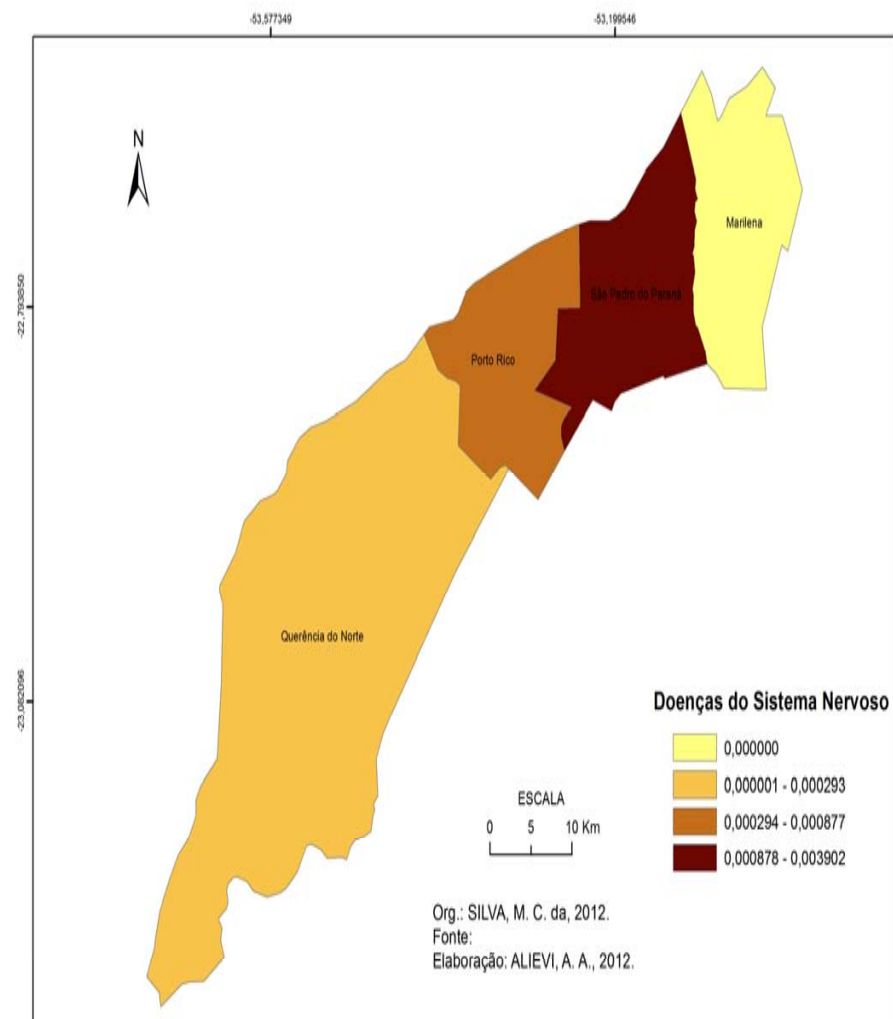 -53,577349
-53,199546
N
Marilena
-22,793850
São Pedro do Paraná
Porto Rico
Querência do Norte
-23,082096
Doenças do Sistema Nervoso
0,000000
0,000001 - 0,000293
0,000294 - 0,000877
0,000878 - 0,003902
ESCALA
0 5 10 Km
Org.: SILVA, M. C. da, 2012.
Fonte:
Elaboração: ALIEVI, A. A., 2012.